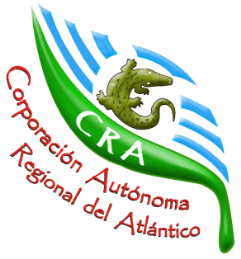 CRA
Corporación Autónoma
Regional del Atlántico